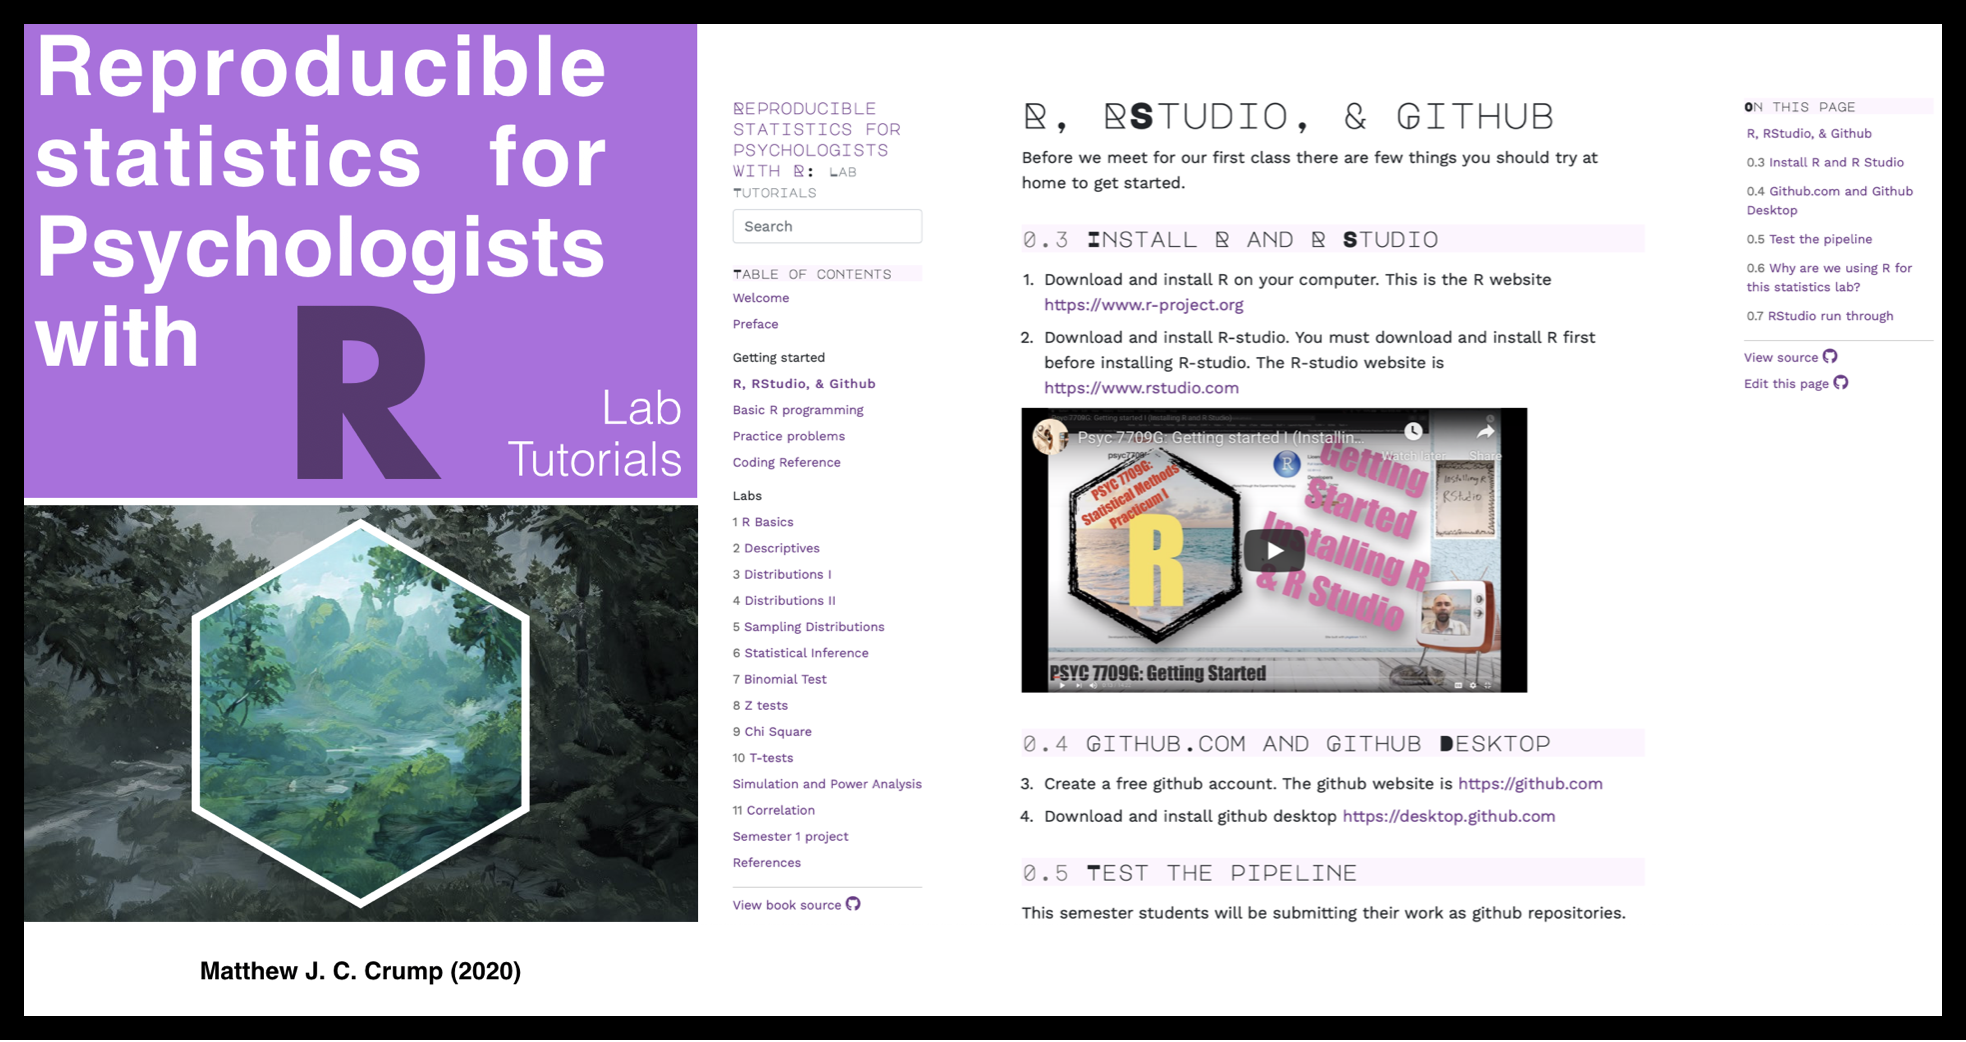 Reproducible
statistics for
Psychologists
with R
Lab
Tutorials
Matthew J. C. Crump (2020)
REPRODUCIBLE
STATISTICS FOR
PSYCHOLOGISTS
WITH R: LAB
TUTORIALS
Search
TABLE OF CONTENTS
Welcome
Preface
Getting started
R, RStudio, & Github
Basic R programming
Practice problems
Coding Reference
Labs
1 R Basics
2 Descriptives
3 Distributions I
4 Distributions II
5 Sampling Distributions
6 Statistical Inference
7 Binomial Test
8 Z tests
9 Chi Square
10 T-tests
Simulation and Power Analysis
11 Correlation
Semester 1 project
References
View book source
R, RSTUDIO, & GITHUB
Before we meet for our first class there are few things you should try at
home to get started.
0.3 INSTALL R AND R STUDIO
1. Download and install R on your computer. This is the R website
https://www.r-project.org
2. Download and install R-studio. You must download and install R first
before installing R-studio. The R-studio website is
https://www.rstudio.com
Psyc 7709G: Getting started I (Installin...
Watch later
Share
PSYC 7709G:
Statistical Methods
Practicum I
R
R
Getting
Started
Installing R
& R Studio
Installing R
RStudio
PSYC 7709G: Getting Started
0.4 GITHUB.COM AND GITHUB DESKTOP
3. Create a free github account. The github website is https://github.com
4. Download and install github desktop https://desktop.github.com
0.5 TEST THE PIPELINE
This semester students will be submitting their work as github repositories.
ON THIS PAGE
R, RStudio, & Github
0.3 Install R and R Studio
0.4 Github.com and Github
Desktop
0.5 Test the pipeline
0.6 Why are we using R for
this statistics lab?
0.7 RStudio run through
View source
Edit this page